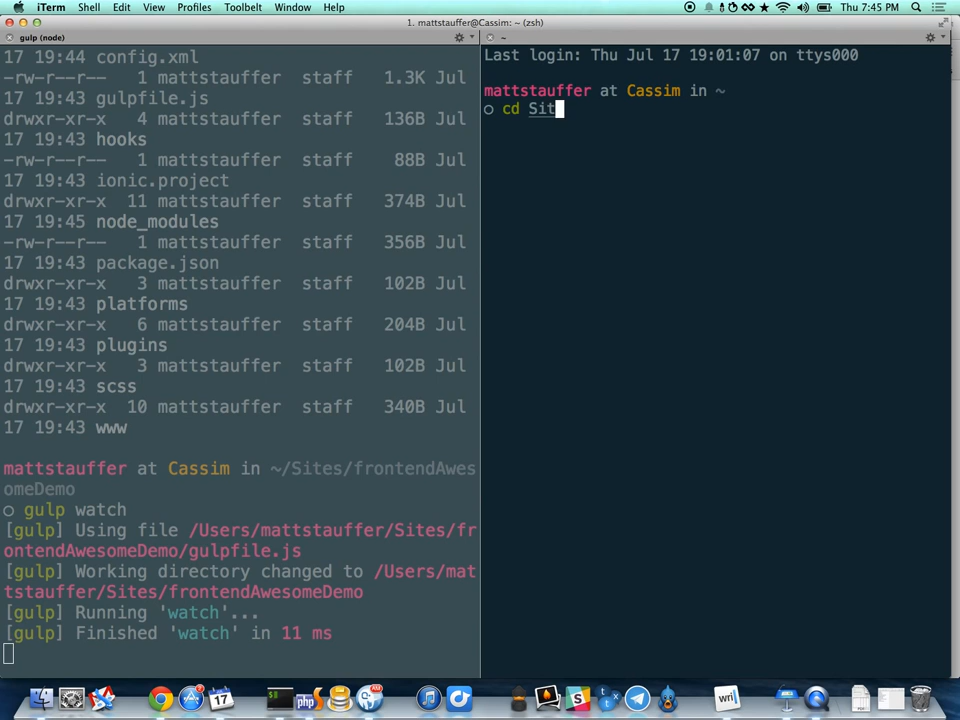 iTerm Shell Edit View Profiles Toolbelt Window Help
Thu 7:45 PM
1. mattstauffer@Cassim: ~ (zsh)
gulp (node)
17 19:44 config.xml
-rw-r--r-- 1 mattstauffer staff 1.3K Jul
17 19:43 gulpfile.js
drwxr-xr-x 4 mattstauffer staff 136B Jul
17 19:43 hooks
-rw-r--r-- 1 mattstauffer staff 88B Jul
17 19:43 ionic.project
drwxr-xr-x 11 mattstauffer staff 374B Jul
17 19:45 node_modules
-rw-r--r-- 1 mattstauffer staff 356B Jul
17 19:43 package.json
drwxr-xr-x 3 mattstauffer staff 102B Jul
17 19:43 platforms
drwxr-xr-x 6 mattstauffer staff 204B Jul
17 19:43 plugins
drwxr-xr-x 3 mattstauffer staff 102B Jul
17 19:43 scss
drwxr-xr-x 10 mattstauffer staff 340B Jul
17 19:43 www
mattstauffer at Cassim in ~/Sites/frontendAwes
omeDemo
○ gulp watch
[gulp] Using file /Users/mattstauffer/Sites/fr
ontendAwesomeDemo/gulpfile.js
[gulp] Working directory changed to /Users/mat
tstauffer/Sites/frontendAwesomeDemo
[gulp] Running 'watch'...
[gulp] Finished 'watch' in 11 ms
~
Last login: Thu Jul 17 19:01:07 on ttys000
mattstauffer at Cassim in ~
○ cd Sit
17
php
wri